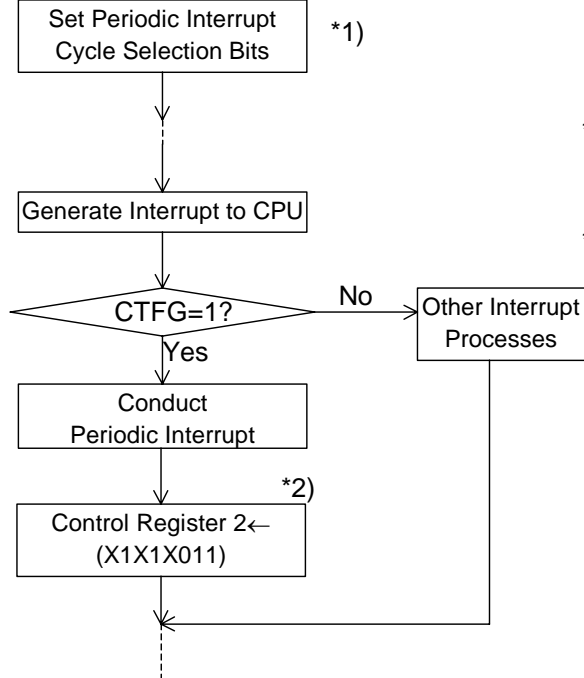 Set Periodic Interrupt
Cycle Selection Bits
*1)
Generate Interrupt to CPU
CTFG=1?
No
Other Interrupt
Processes
Yes
Conduct
Periodic Interrupt
*2)
Control Register 2←
(X1X1X011)